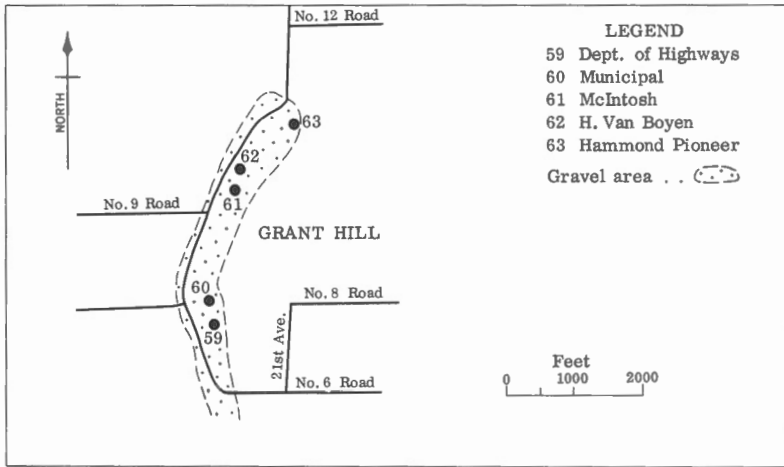 No. 12 Road
LEGEND
59 Dept. of Highways
60 Municipal
61 McIntosh
62 H. Van Boyen
63 Hammond Pioneer
Gravel area . .
NORTH
63
62
61
No. 9 Road
GRANT HILL
60
59
No. 8 Road
21st Ave.
No. 6 Road
Feet
0 1000 2000